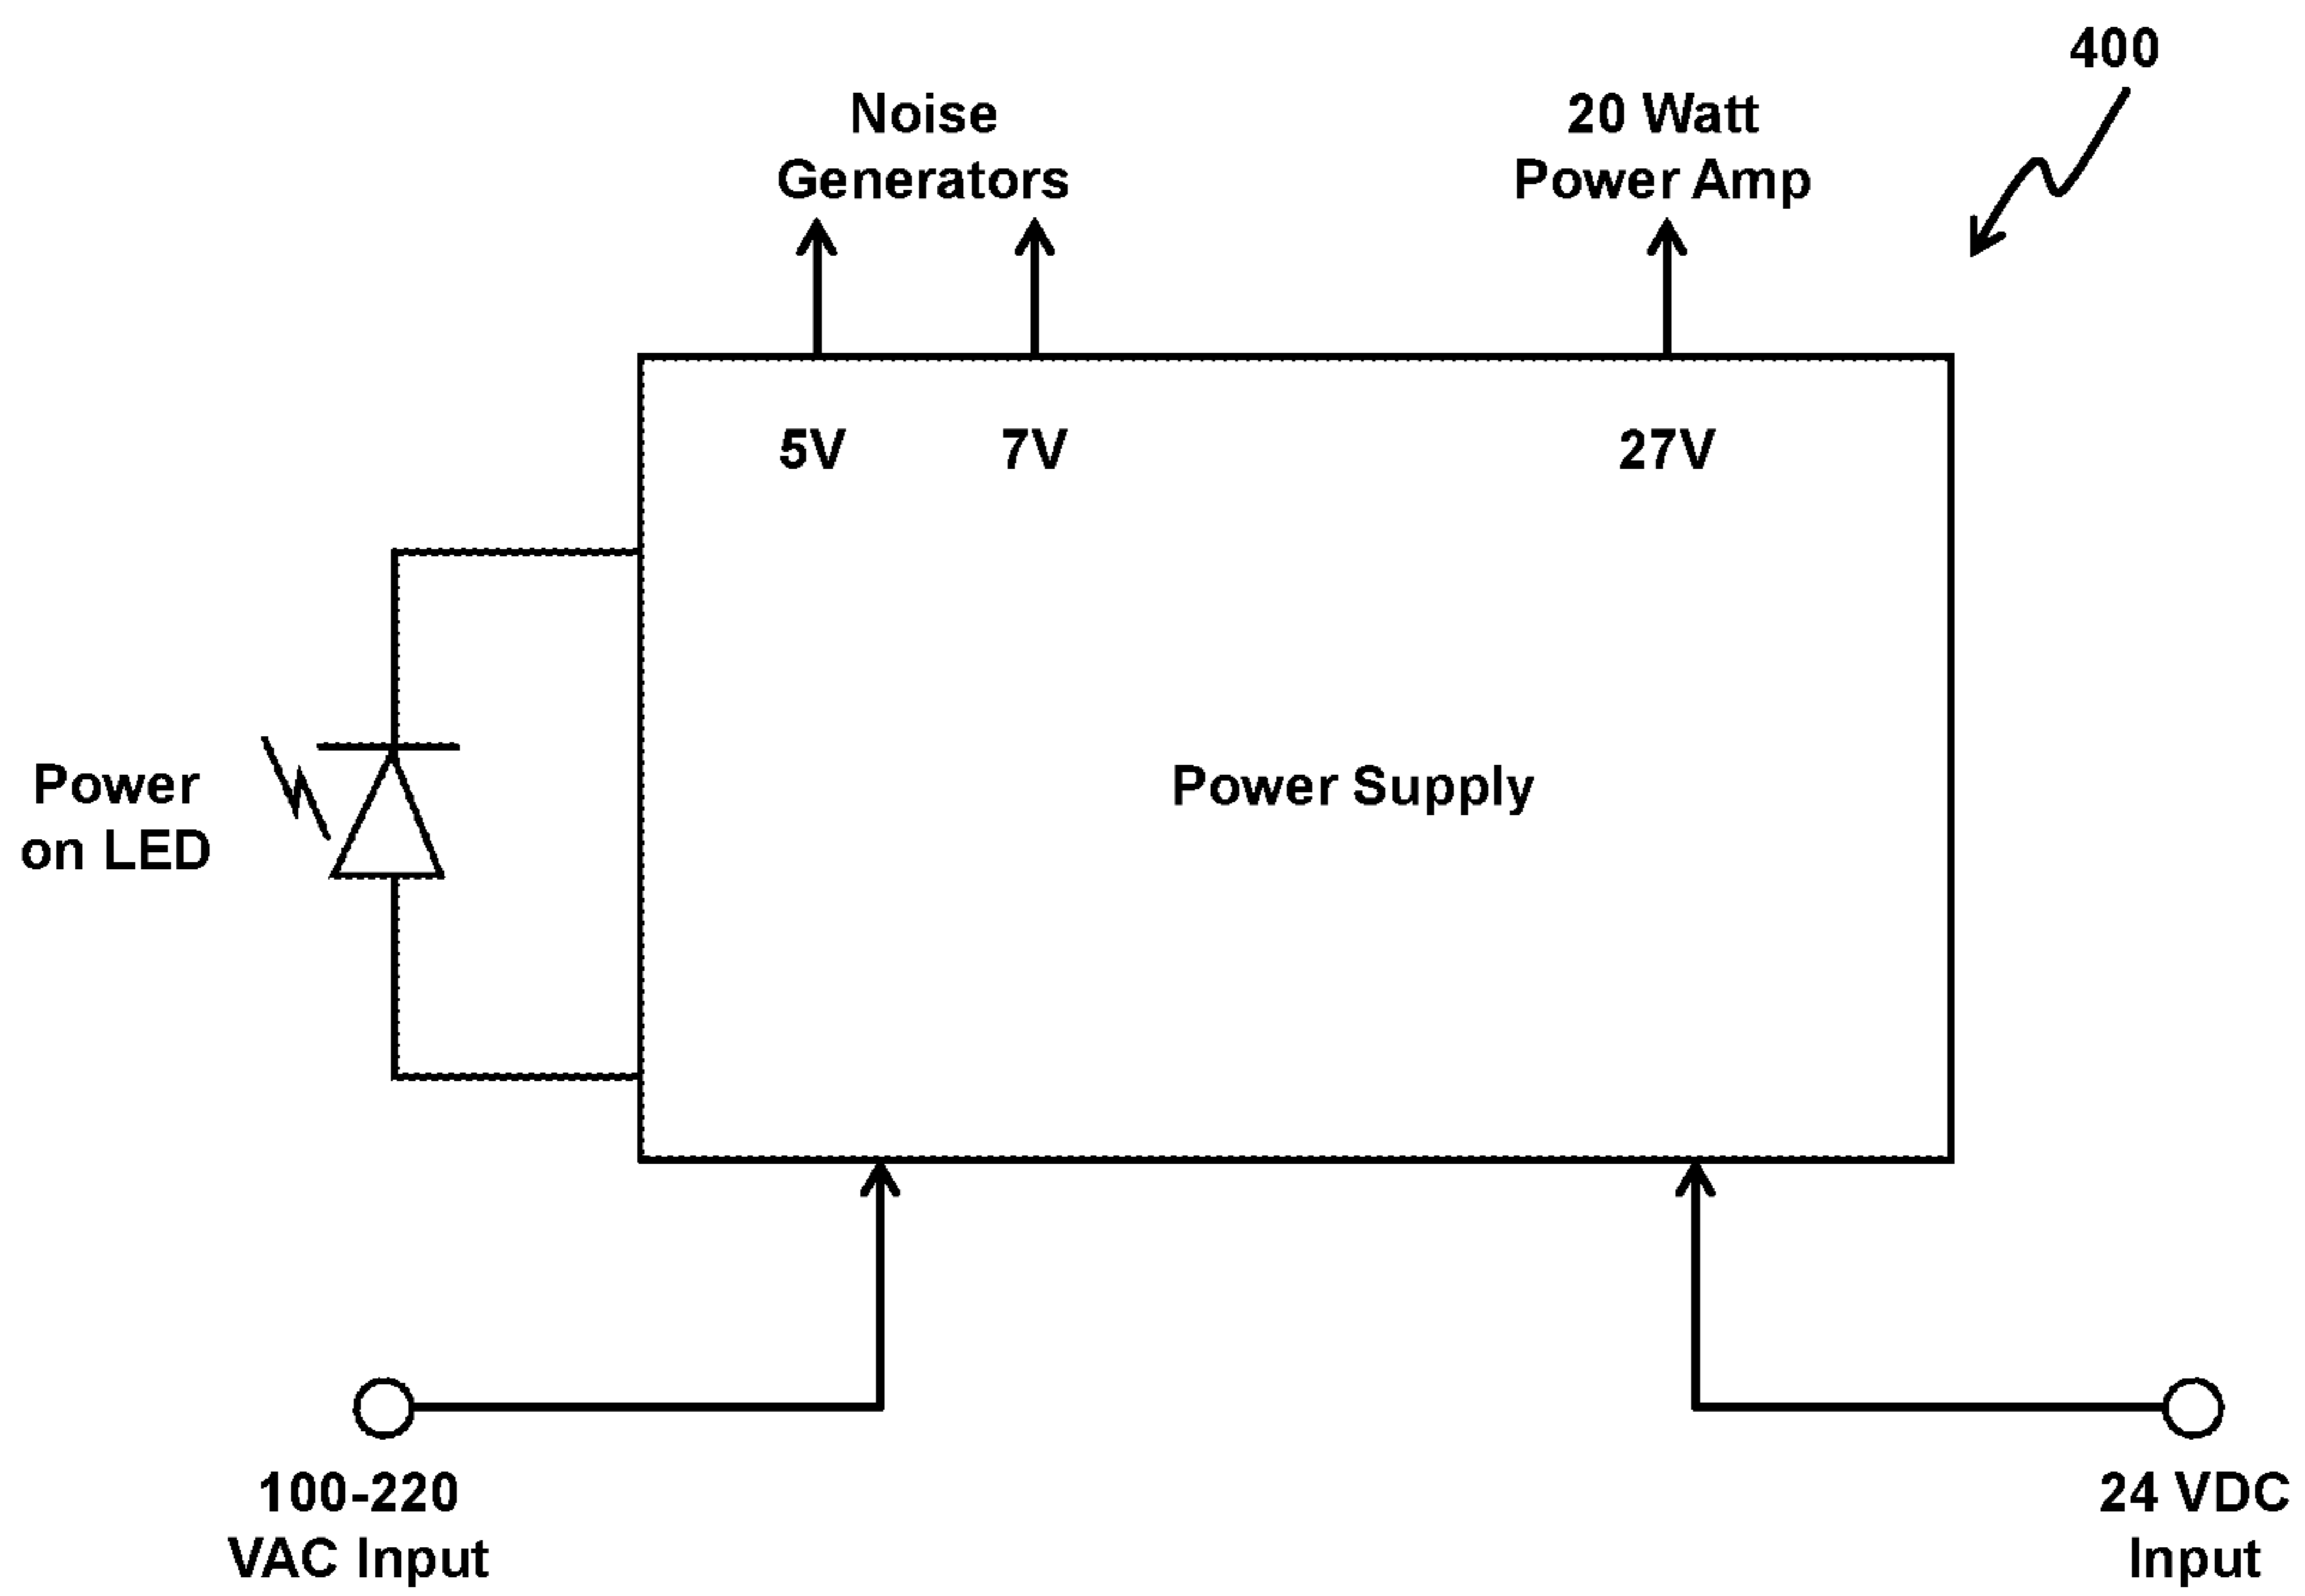 400
Noise
Generators
20 Watt
Power Amp
5V
7V
27V
Power
on LED
Power Supply
100-220
VAC Input
24 VDC
Input